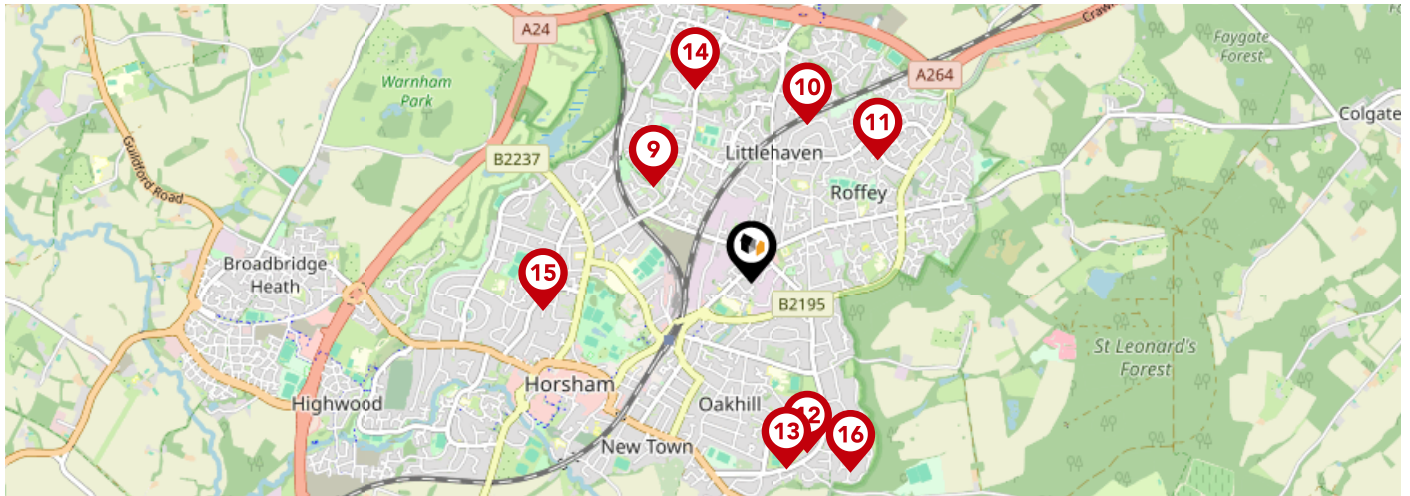 A24
Crawl
Faygate
Forest
14
Warnham
Park
A264
10
Colgate
11
9
Littlehaven
B2237
Guildford Road
Roffey
Broadbridge
Heath
15
B2195
St Leonard's
Forest
Horsham
Highwood
Oakhill
12
13
16
New Town